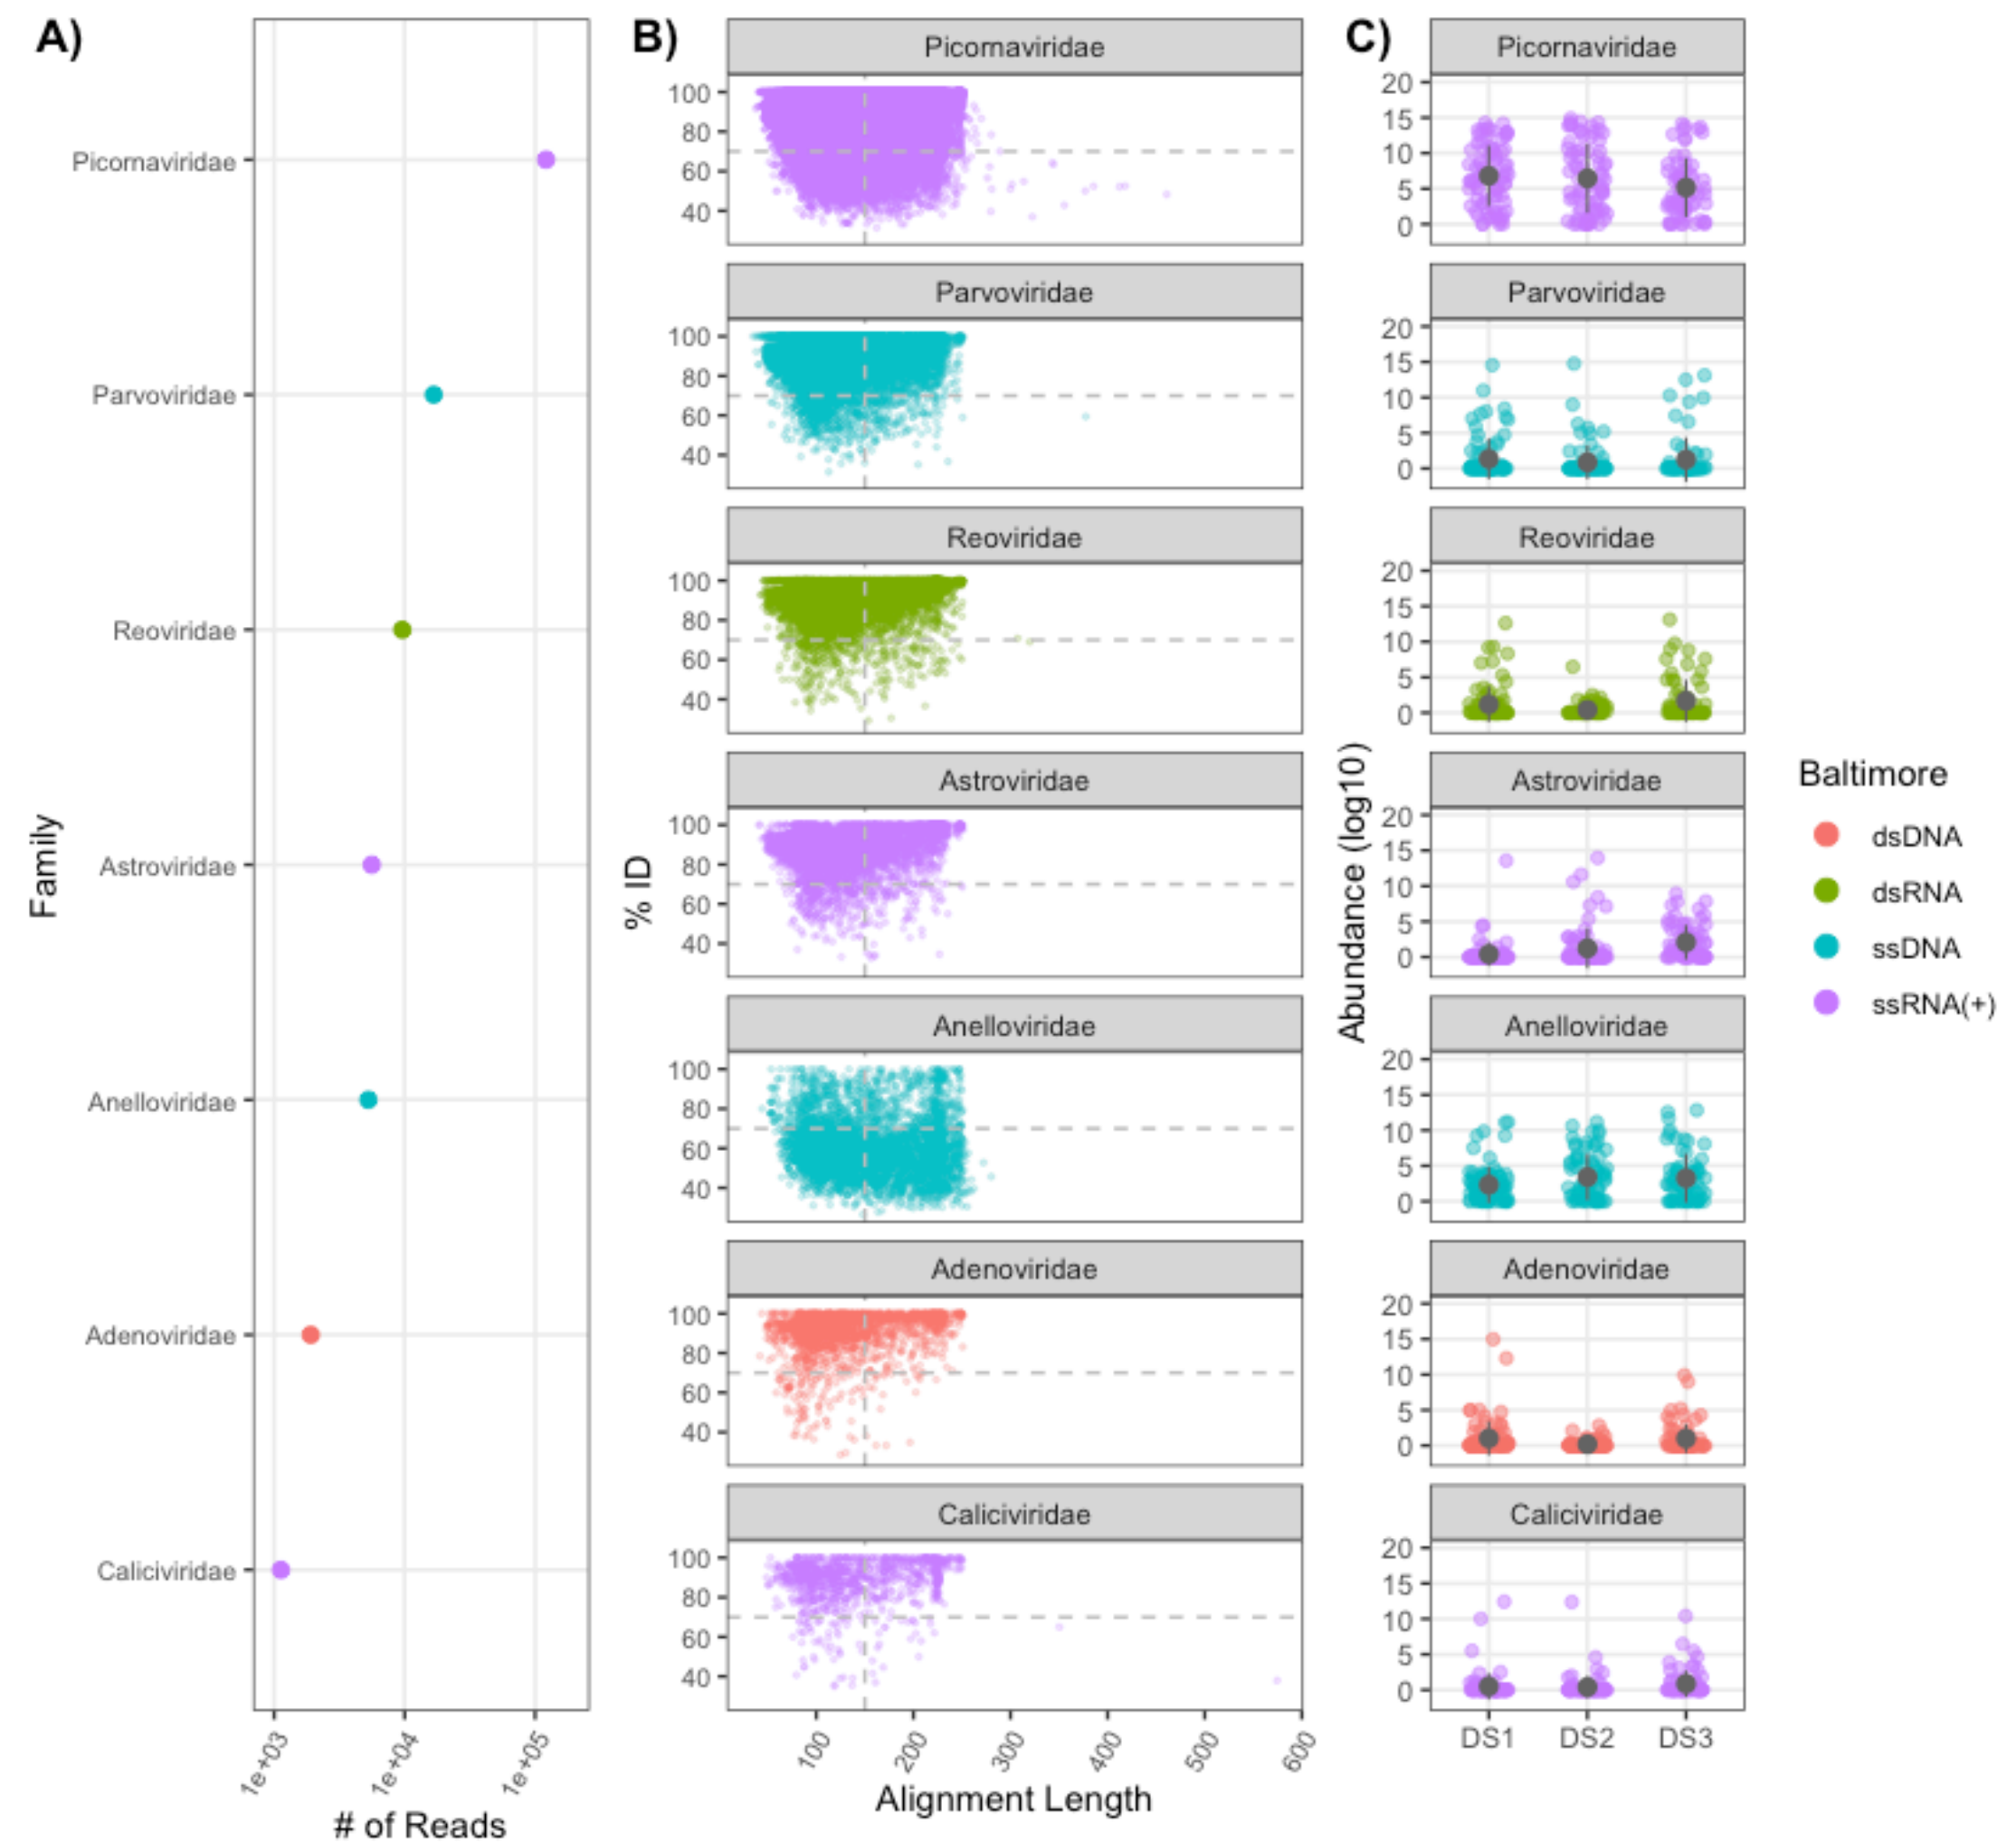 A)
Family
Picornaviridae
Parvoviridae
Reoviridae
Astroviridae
Anelloviridae
Adenoviridae
Caliciviridae
1e+03 1e+04 1e+05
# of Reads
B)
% ID
Picornaviridae
100
80
60
40
Parvoviridae
100
80
60
40
Reoviridae
100
80
60
40
Astroviridae
100
80
60
40
Anelloviridae
100
80
60
40
Adenoviridae
100
80
60
40
Caliciviridae
100
80
60
40
100 200 300 400 500 600
Alignment Length
C)
Abundance (log10)
Picornaviridae
20
15
10
5
0
Parvoviridae
20
15
10
5
0
Reoviridae
20
15
10
5
0
Astroviridae
20
15
10
5
0
Anelloviridae
20
15
10
5
0
Adenoviridae
20
15
10
5
0
Caliciviridae
20
15
10
5
0
DS1 DS2 DS3
Baltimore
dsDNA
dsRNA
ssDNA
ssRNA(+)